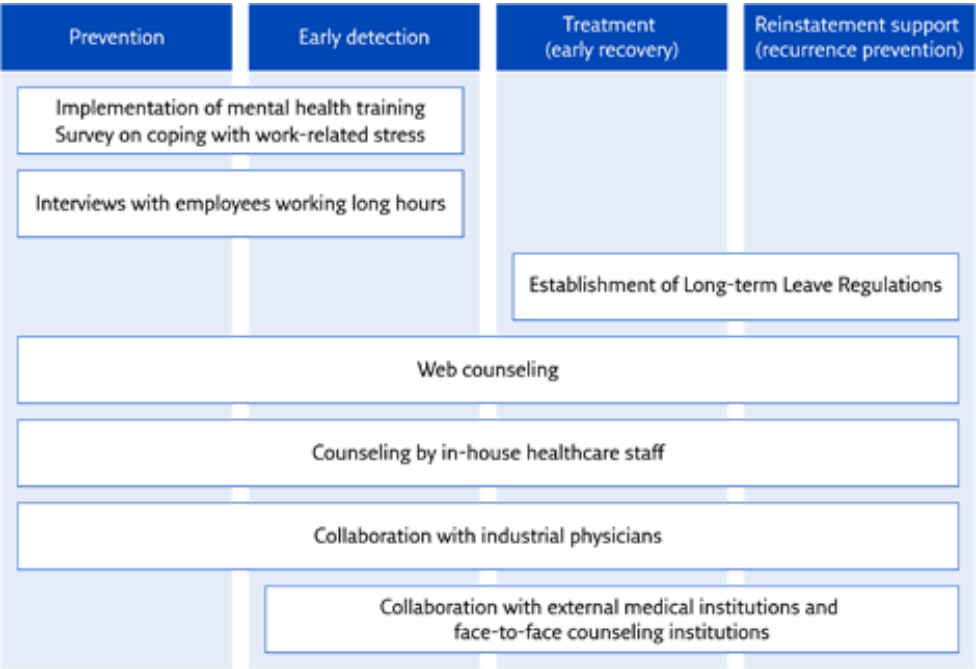 Prevention
Early detection
Treatment
(early recovery)
Reinstatement support
(recurrence prevention)
Implementation of mental health training
Survey on coping with work-related stress
Interviews with employees working long hours
Establishment of Long-term Leave Regulations
Web counseling
Counseling by in-house healthcare staff
Collaboration with industrial physicians
Collaboration with external medical institutions and
face-to-face counseling institutions